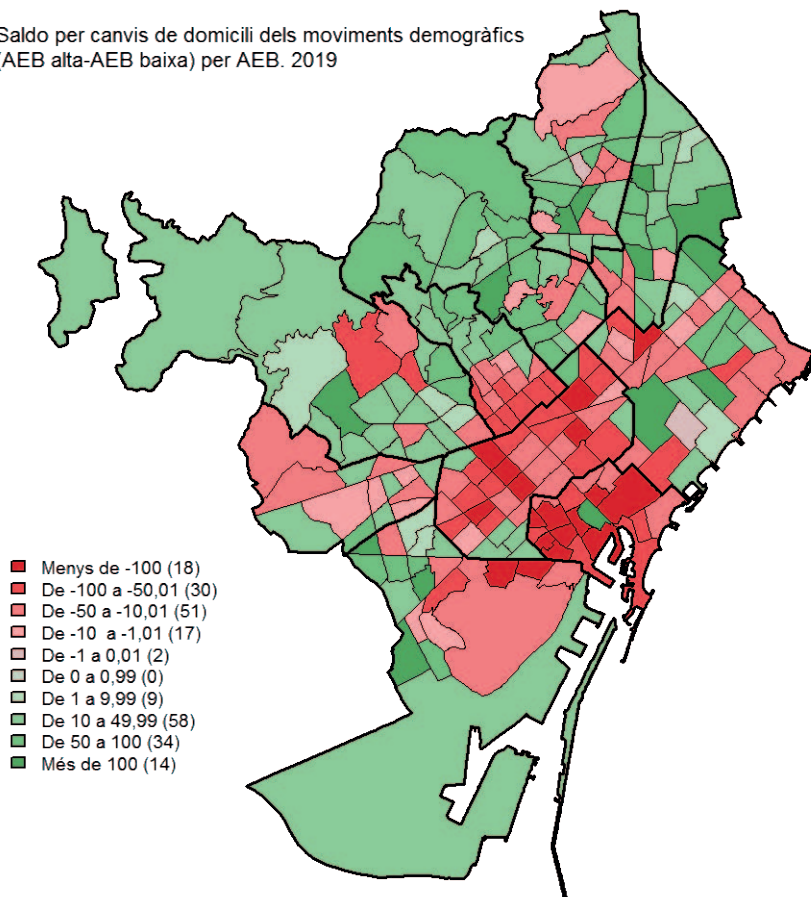 Saldo per canvis de domicili dels moviments demogràfics
(AEB alta-AEB baixa) per AEB. 2019
Menys de -100 (18)
De -100 a -50,01 (30)
De -50 a -10,01 (51)
De -10 a -1,01 (17)
De -1 a 0,01 (2)
De 0 a 0,99 (0)
De 1 a 9,99 (9)
De 10 a 49,99 (58)
De 50 a 100 (34)
Més de 100 (14)